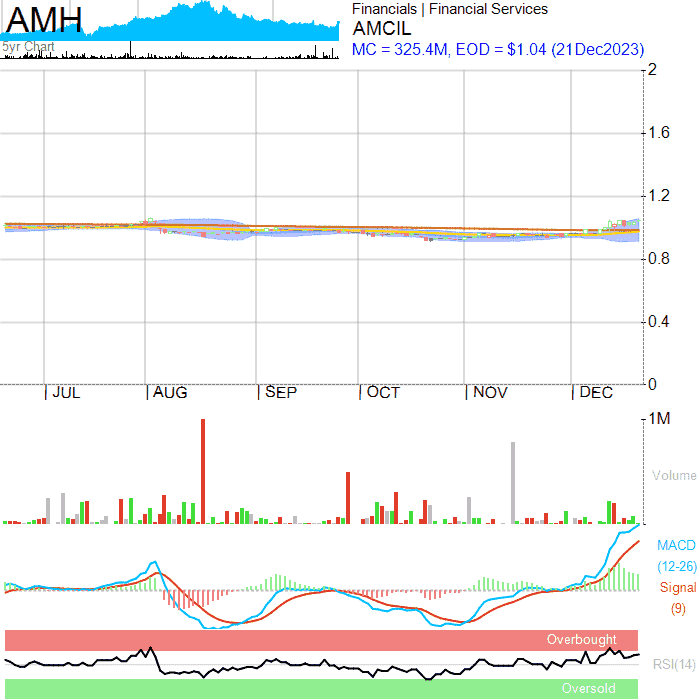 AMH
5yr Chart
Financials | Financial Services
AMCIL
MC = 325.4M, EOD = $1.04 (21Dec2023)
2
1.6
1.2
0.8
0.4
0
| JUL | AUG | SEP | OCT | NOV | DEC
1M
Volume
MACD
(12-26)
Signal
(9)
Overbought
RSI(14)
Oversold